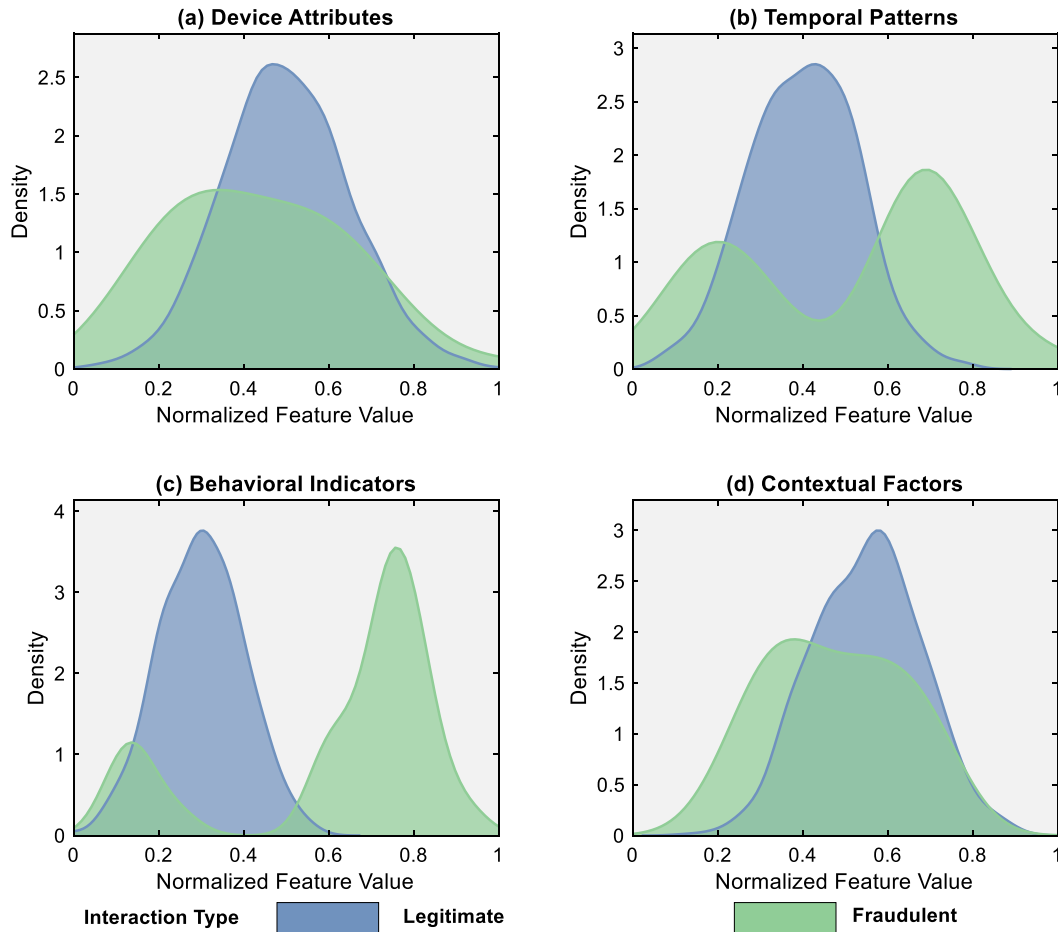 (a) Device Attributes
2.5
2
1.5
1
0.5
0
Density
0 0.2 0.4 0.6 0.8 1
Normalized Feature Value
(b) Temporal Patterns
3
2.5
2
1.5
1
0.5
0
Density
0 0.2 0.4 0.6 0.8 1
Normalized Feature Value
(c) Behavioral Indicators
4
3
2
1
0
Density
0 0.2 0.4 0.6 0.8 1
Normalized Feature Value
(d) Contextual Factors
3
2.5
2
1.5
1
0.5
0
Density
0 0.2 0.4 0.6 0.8 1
Normalized Feature Value
Interaction Type Legitimate Fraudulent